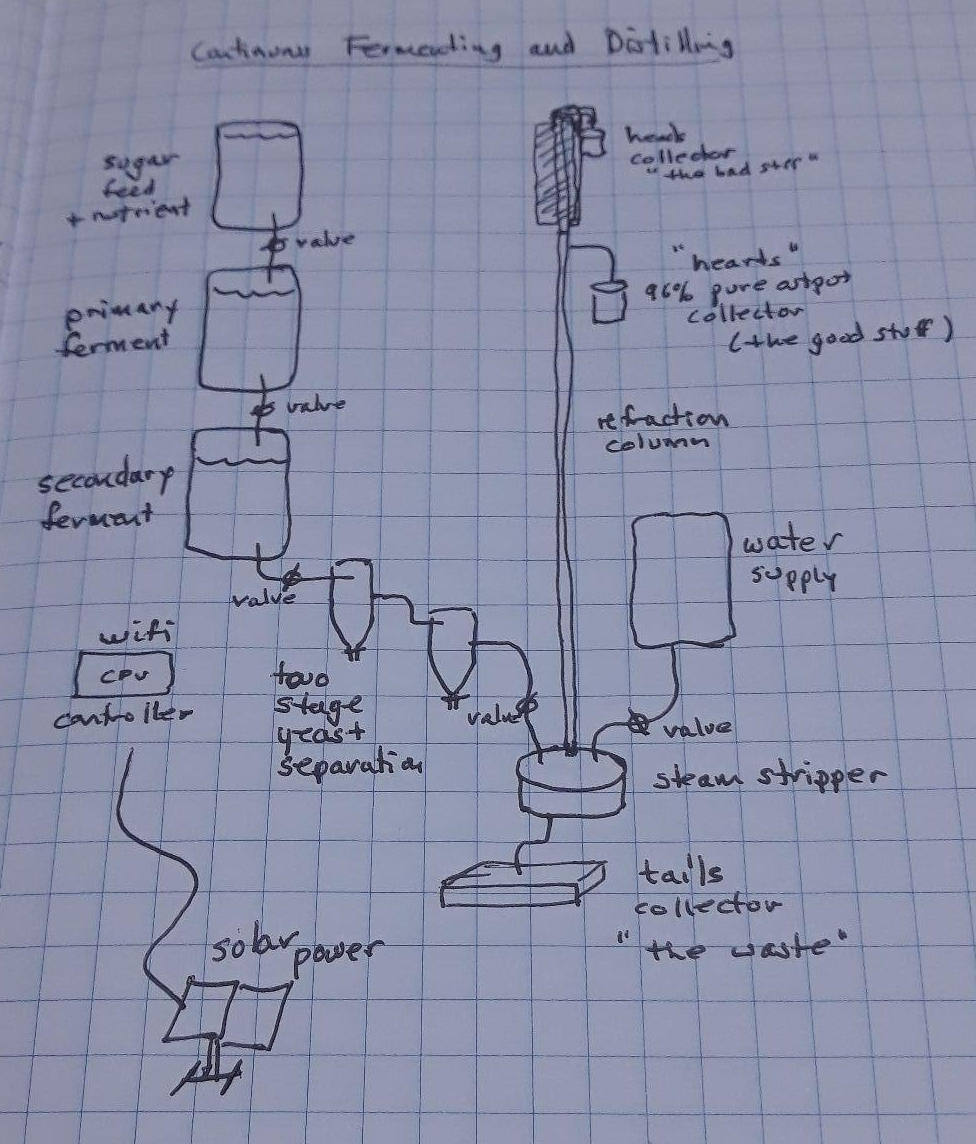 Continuous Fermenting and Distilling
sugar
feed
+ nutrient
valve
primary
ferment
valve
secondary
ferment
valve
two
stage
yeast
separation
valve
wifi
CPU
controller
solar power
heads
collector
"the bad
"hearts"
96% pure output
collector
(the good stuff)
refraction
column
water
supply
valve
steam stripper
tails
collector
"the waste"